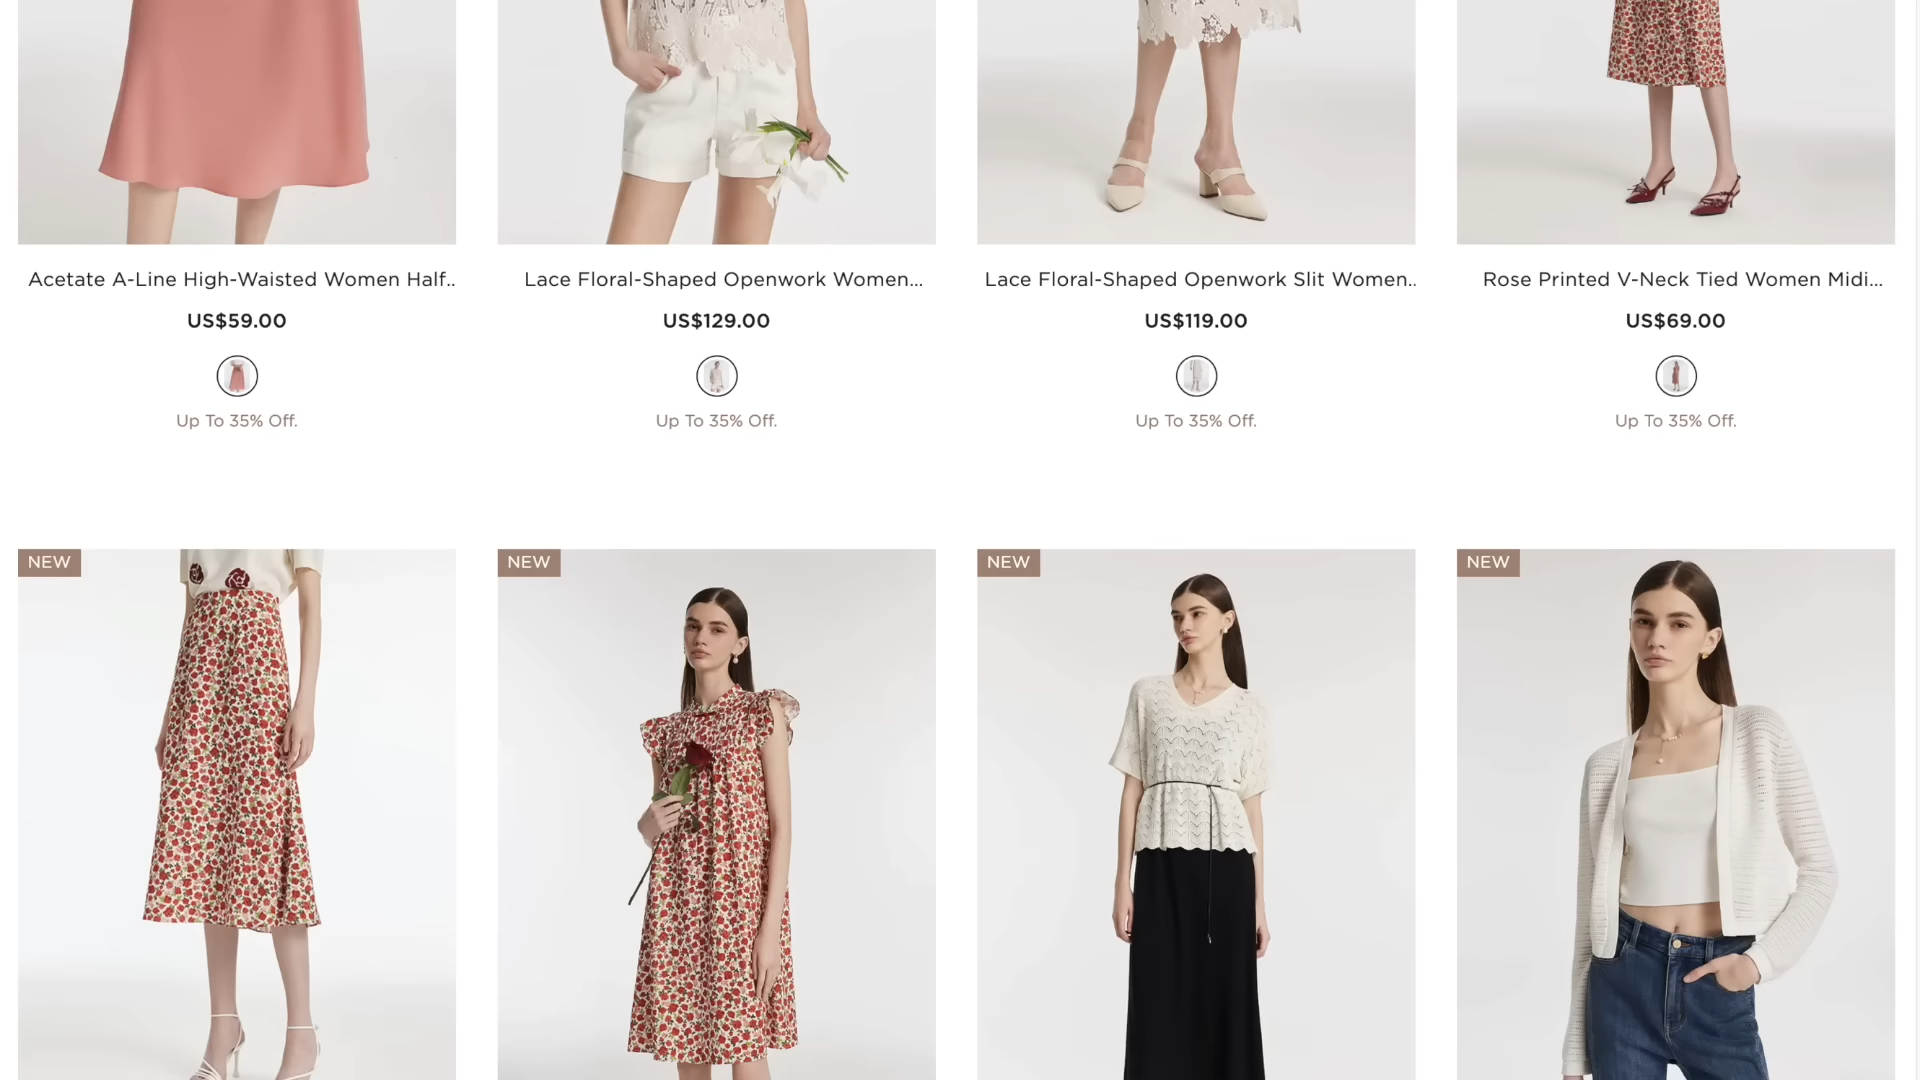 Acetate A-Line High-Waisted Women Half..
Lace Floral-Shaped Openwork Women...
Lace Floral-Shaped Openwork Slit Women..
Rose Printed V-Neck Tied Women Midi...
US$59.00
US$129.00
US$119.00
US$69.00
Up To 35% Off.
Up To 35% Off.
Up To 35% Off.
Up To 35% Off.
NEW
NEW
NEW
NEW